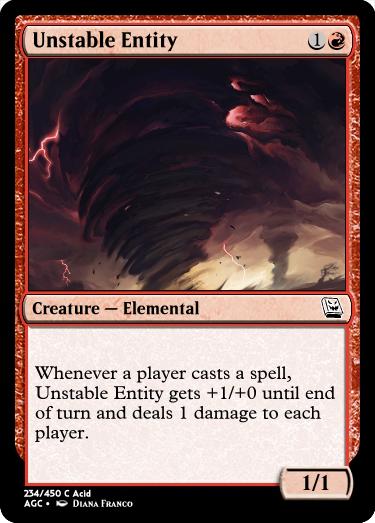 Unstable Entity 1
Creature — Elemental
Whenever a player casts a spell,
Unstable Entity gets +1/+0 until end
of turn and deals 1 damage to each
player.
1/1
234/450 C Acid
AGC • Diana Franco